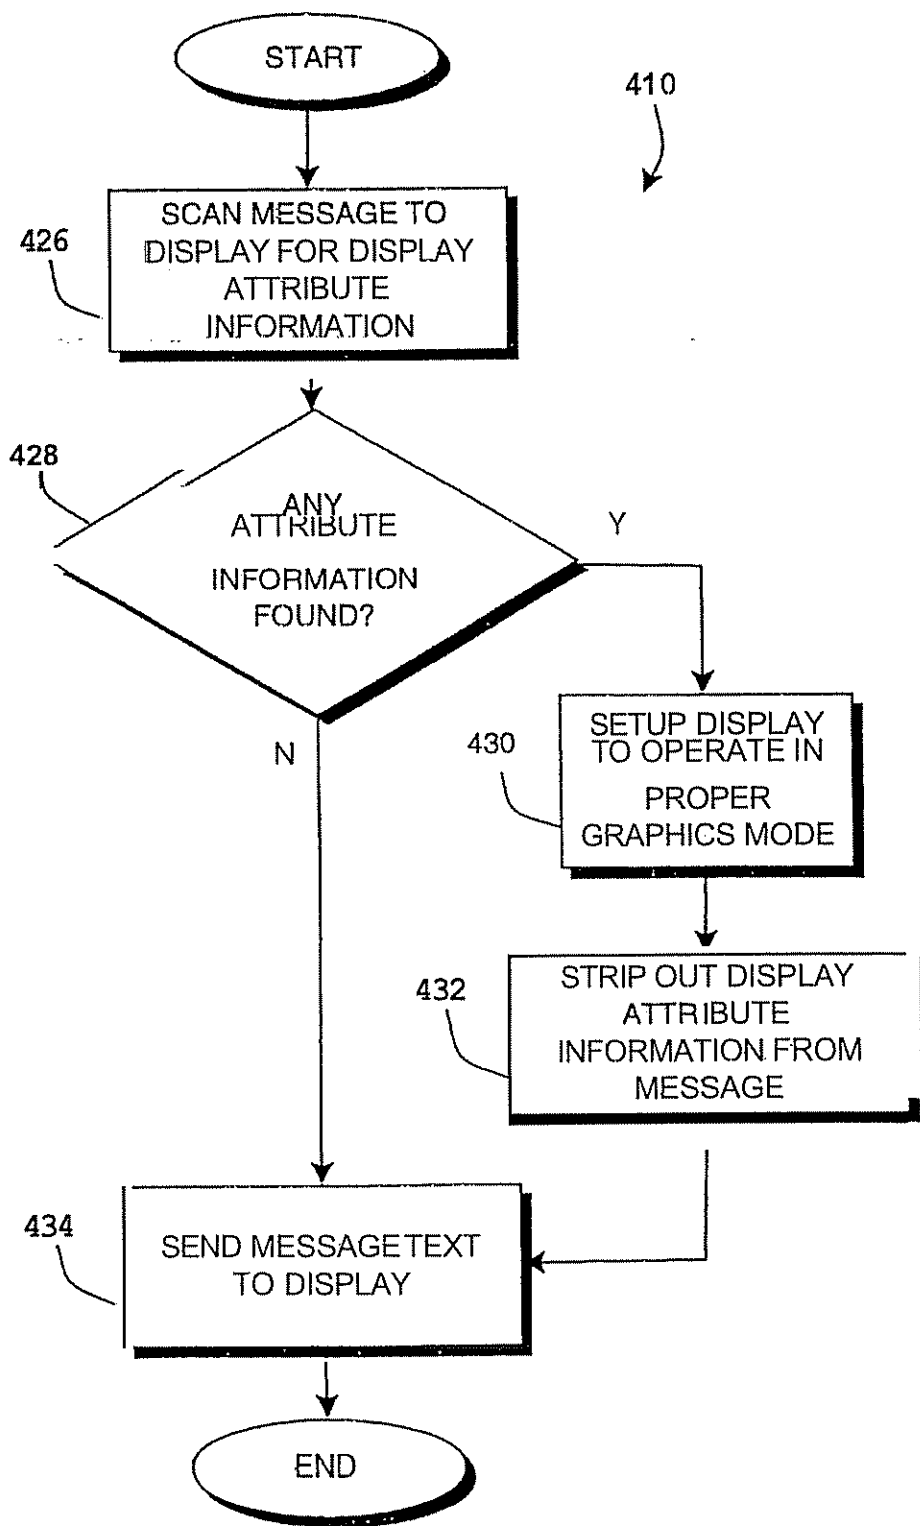 START
410
SCAN MESSAGE TO
DISPLAY FOR DISPLAY
ATTRIBUTE
INFORMATION
426
428
ANY
ATTRIBUTE
INFORMATION
FOUND?
Y
N
SETUP DISPLAY
TO OPERATE IN
PROPER
GRAPHICS MODE
430
STRIP OUT DISPLAY
ATTRIBUTE
INFORMATION FROM
MESSAGE
432
434
SEND MESSAGE TEXT
TO DISPLAY
END